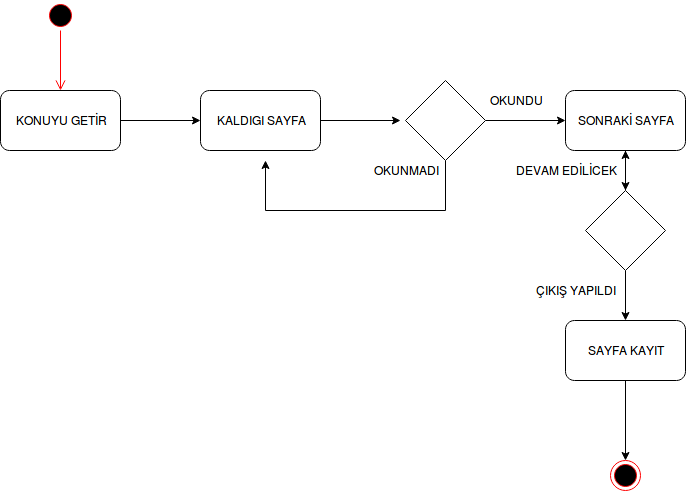 KONUYU GETİR
KALDIGI SAYFA
OKUNDU
SONRAKİ SAYFA
OKUNMADI
DEVAM EDİLİCEK
ÇIKIŞ YAPILDI
SAYFA KAYIT